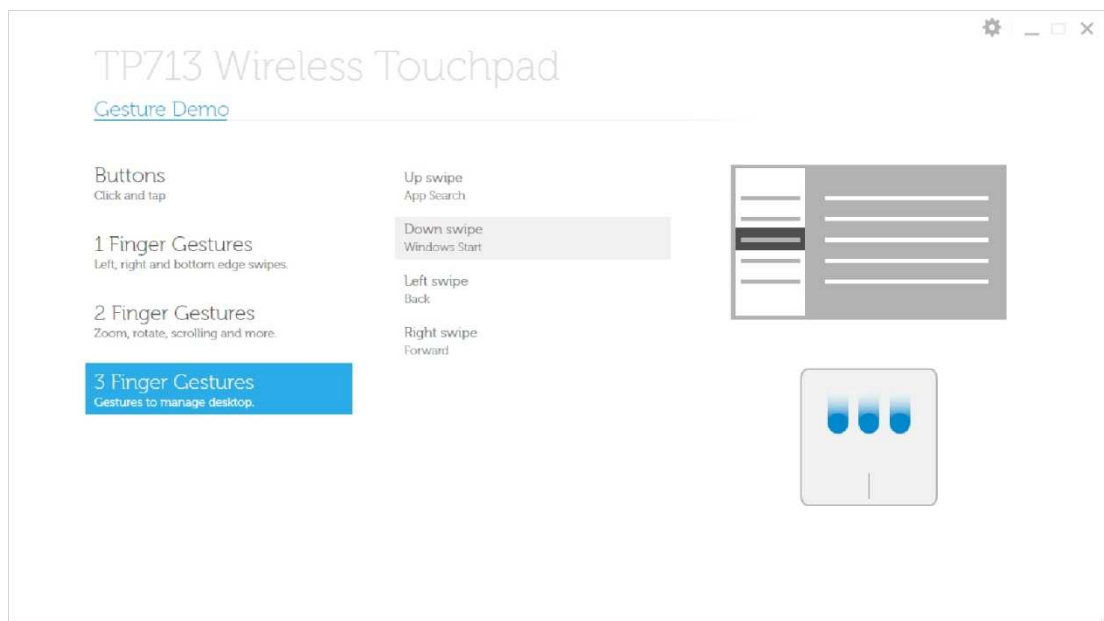 TP713 Wireless Touchpad
Gesture Demo
Buttons
Click and tap
1 Finger Gestures
Left, right and bottom edge swipes.
2 Finger Gestures
Zoom, rotate, scrolling and more.
3 Finger Gestures
Gestures to manage desktop.
Up swipe
App Search
Down swipe
Windows Start
Left swipe
Back
Right swipe
Forward